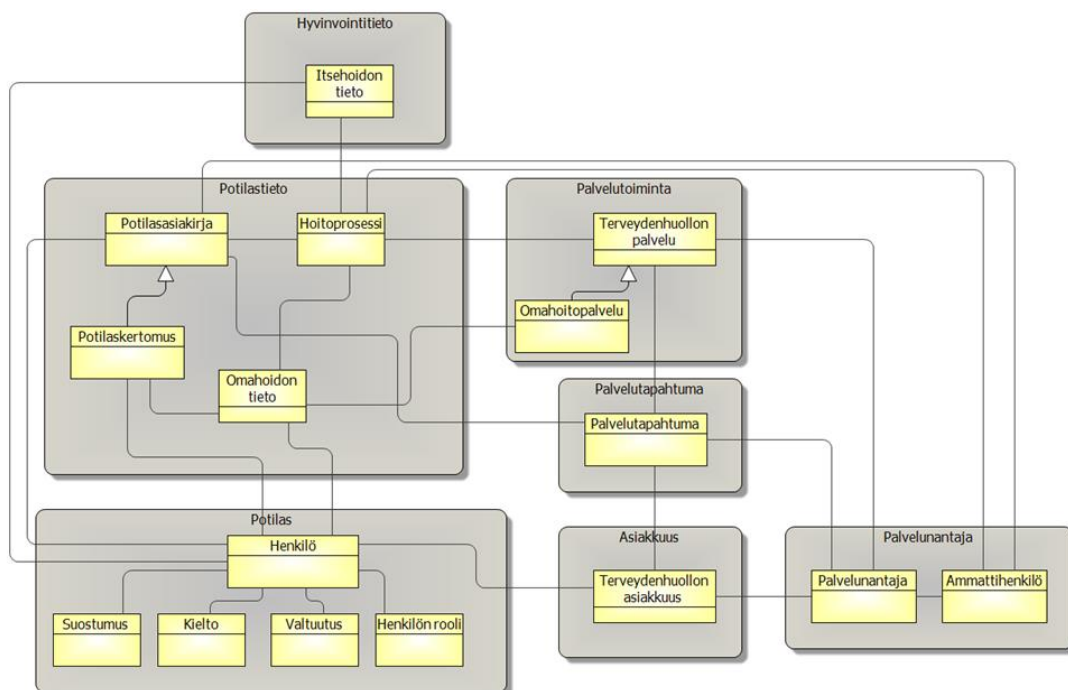 Hyvinvointitieto
Itsehoidon
tieto
Potilastieto
Potilasasiakirja
Hoitoprosessi
Potilaskertomus
Omahoidon
tieto
Palvelutoiminta
Terveydenhuollon
palvelu
Omahoitopalvelu
Palvelutapahtuma
Palvelutapahtuma
Potilas
Henkilö
Suostumus
Kielto
Valtuutus
Henkilön rooli
Asiakkuus
Terveydenhuollon
asiakkuus
Palvelunantaja
Palvelunantaja
Ammattihenkilö